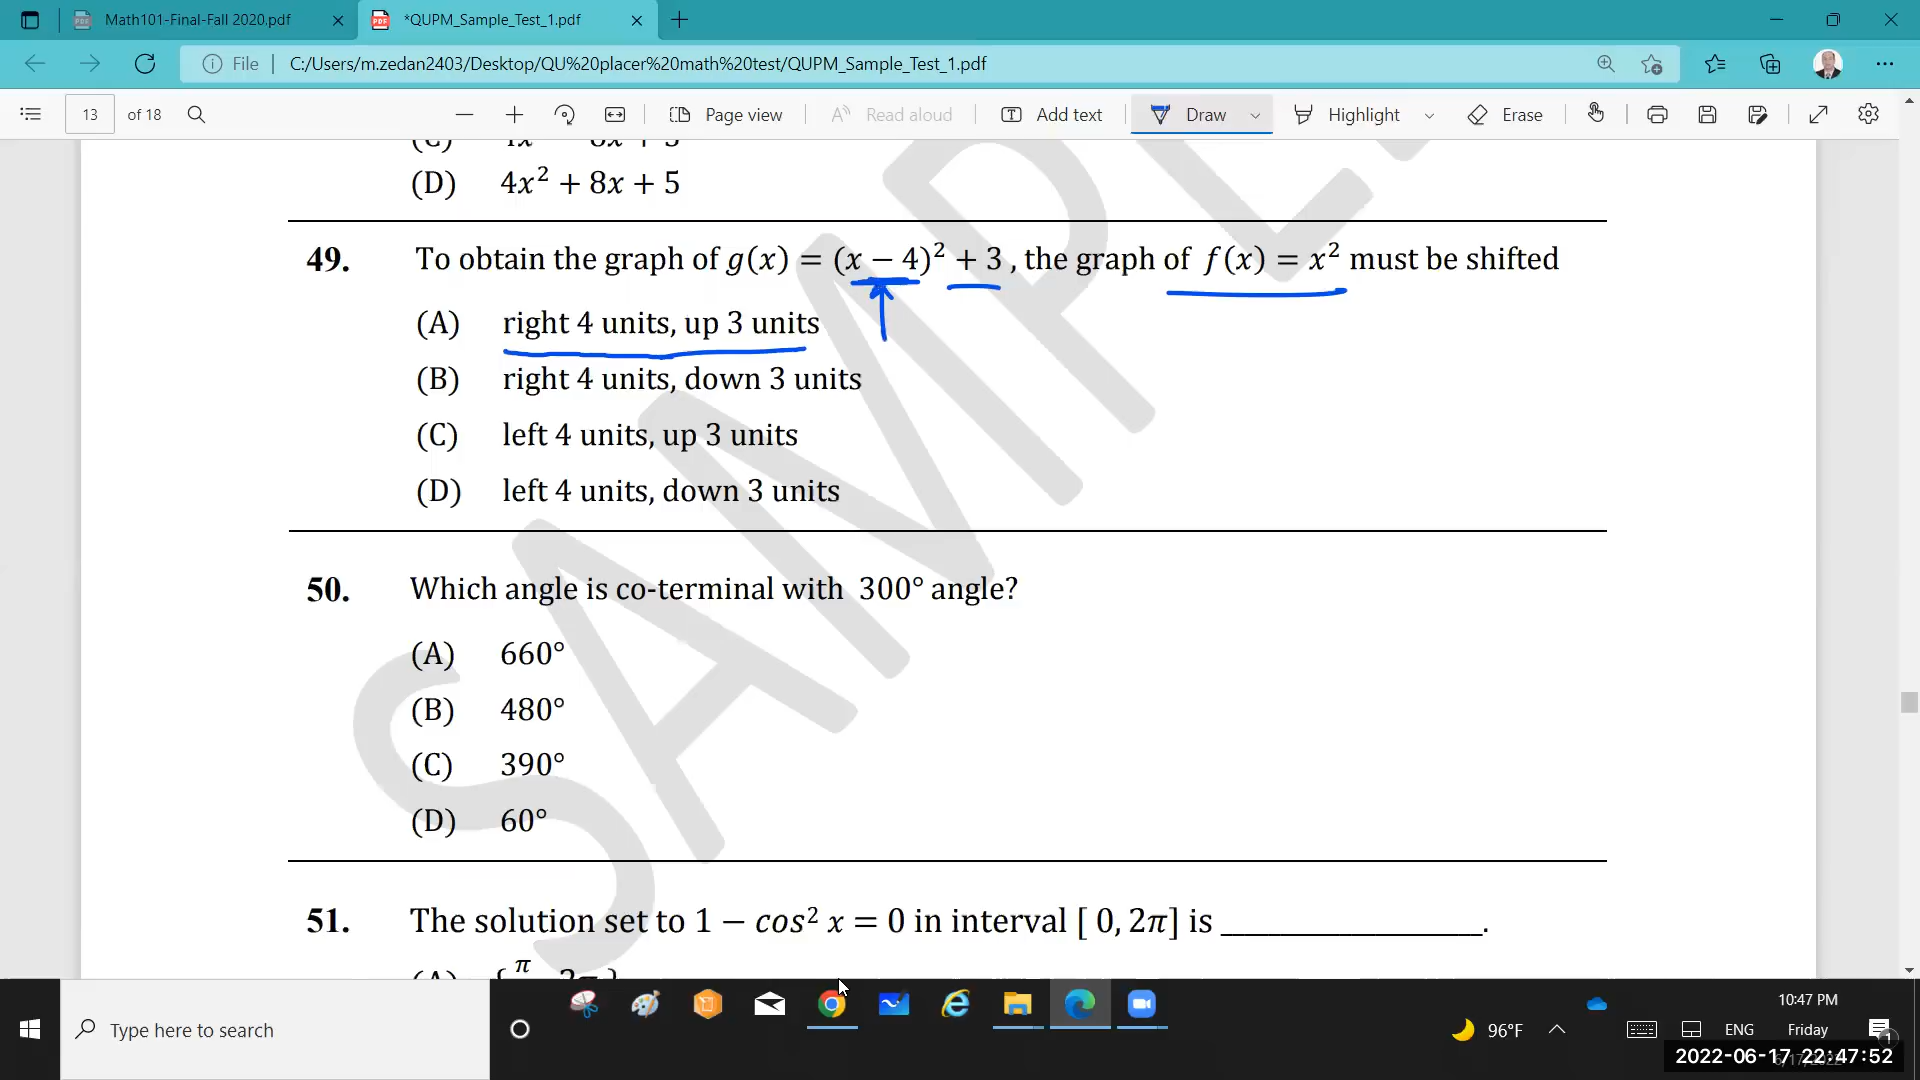 Math101-Final-Fall 2020.pdf
*QUPM_Sample_Test_1.pdf
File
C:/Users/m.zedan2403/Desktop/QU%20placer%20math%20test/QUPM_Sample_Test_1.pdf
13 of 18
Page view
Read aloud
Add text
Draw
Highlight
Erase
(D) 4x² + 8x + 5
49. To obtain the graph of g(x) = (x − 4)² + 3 , the graph of f(x) = x² must be shifted
(A) right 4 units, up 3 units
(B) right 4 units, down 3 units
(C) left 4 units, up 3 units
(D) left 4 units, down 3 units
50. Which angle is co-terminal with 300° angle?
(A) 660°
(B) 480°
(C) 390°
(D) 60°
51. The solution set to 1 − cos² x = 0 in interval [ 0, 2π] is ________________.
SAMPLE
Type here to search
96°F
ENG
10:47 PM
Friday
1
2022-06-17 22:47:52